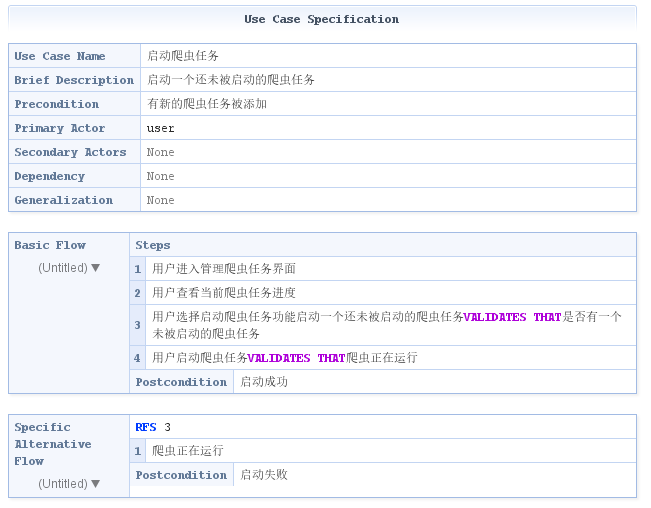 Use Case Specification
Use Case Name 启动爬虫任务
Brief Description 启动一个还未被启动的爬虫任务
Precondition 有新的爬虫任务被添加
Primary Actor user
Secondary Actors None
Dependency None
Generalization None
Basic Flow Steps
(Untitled) ▼
1 用户进入管理爬虫任务界面
2 用户查看当前爬虫任务进度
3 用户选择启动爬虫任务功能启动一个还未被启动的爬虫任务VALIDATES THAT是否有一个
未被启动的爬虫任务
4 用户启动爬虫任务VALIDATES THAT爬虫正在运行
Postcondition 启动成功
Specific
Alternative
Flow
(Untitled) ▼
RFS 3
1 爬虫正在运行
Postcondition 启动失败